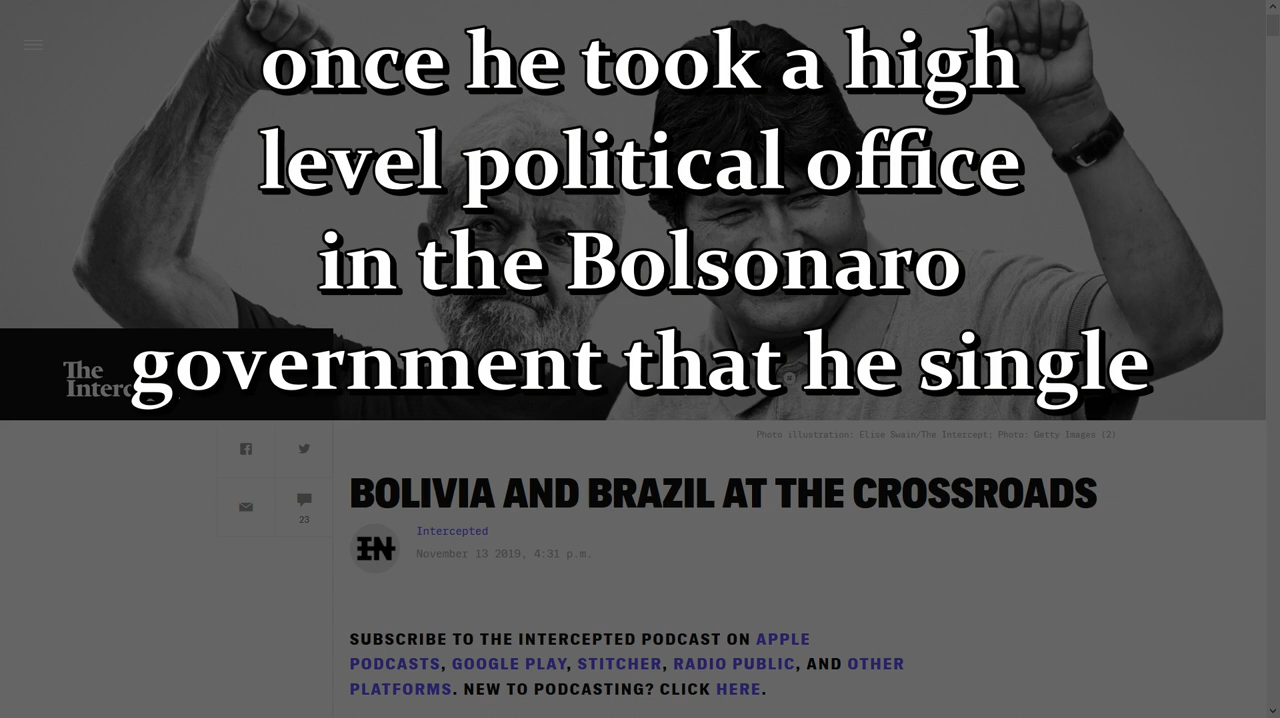 once he took a high
level political office
in the Bolsonaro
government that he single
The
Photo illustration: Elise Swain/The Intercept; Photo: Getty Images (2)
23
BOLIVIA AND BRAZIL AT THE CROSSROADS
IN
Intercepted
November 13 2019, 4:31 p.m.
SUBSCRIBE TO THE INTERCEPTED PODCAST ON APPLE
PODCASTS, GOOGLE PLAY, STITCHER, RADIO PUBLIC, AND OTHER
PLATFORMS. NEW TO PODCASTING? CLICK HERE.